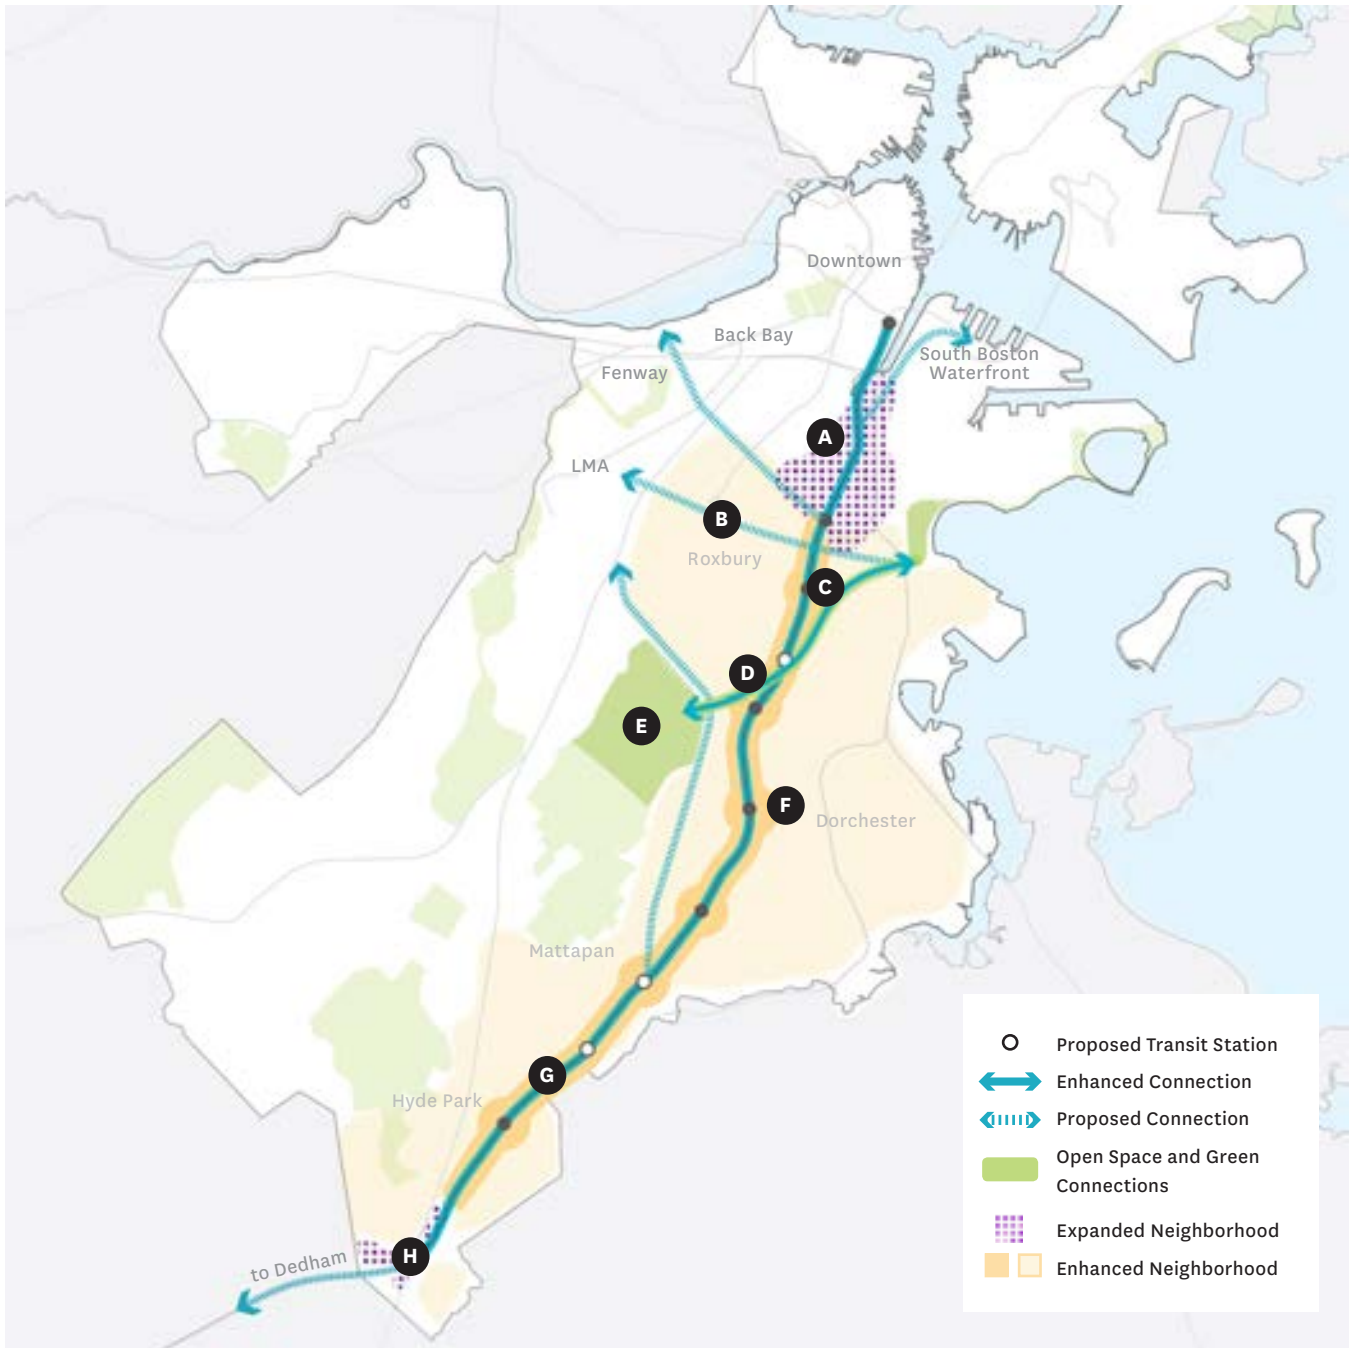 Downtown
Back Bay
South Boston
Waterfront
Fenway
A
LMA
B
Roxbury
C
D
E
F
Dorchester
Mattapan
G
Hyde Park
H
to Dedham
Proposed Transit Station
Enhanced Connection
Proposed Connection
Open Space and Green
Connections
Expanded Neighborhood
Enhanced Neighborhood